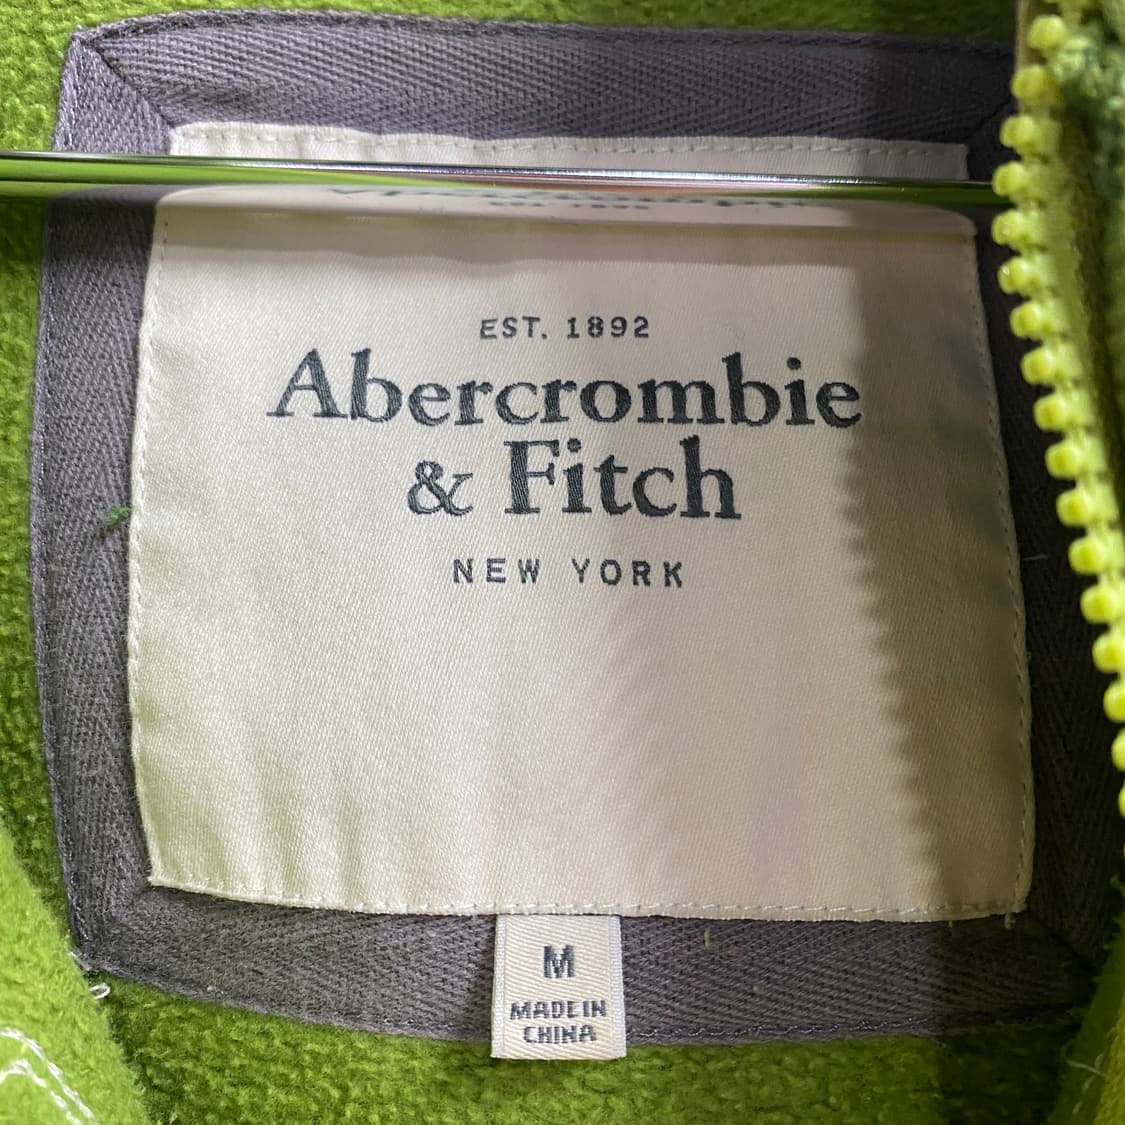 EST. 1892
Abercrombie
& Fitch
NEW YORK
M
MADE IN
CHINA